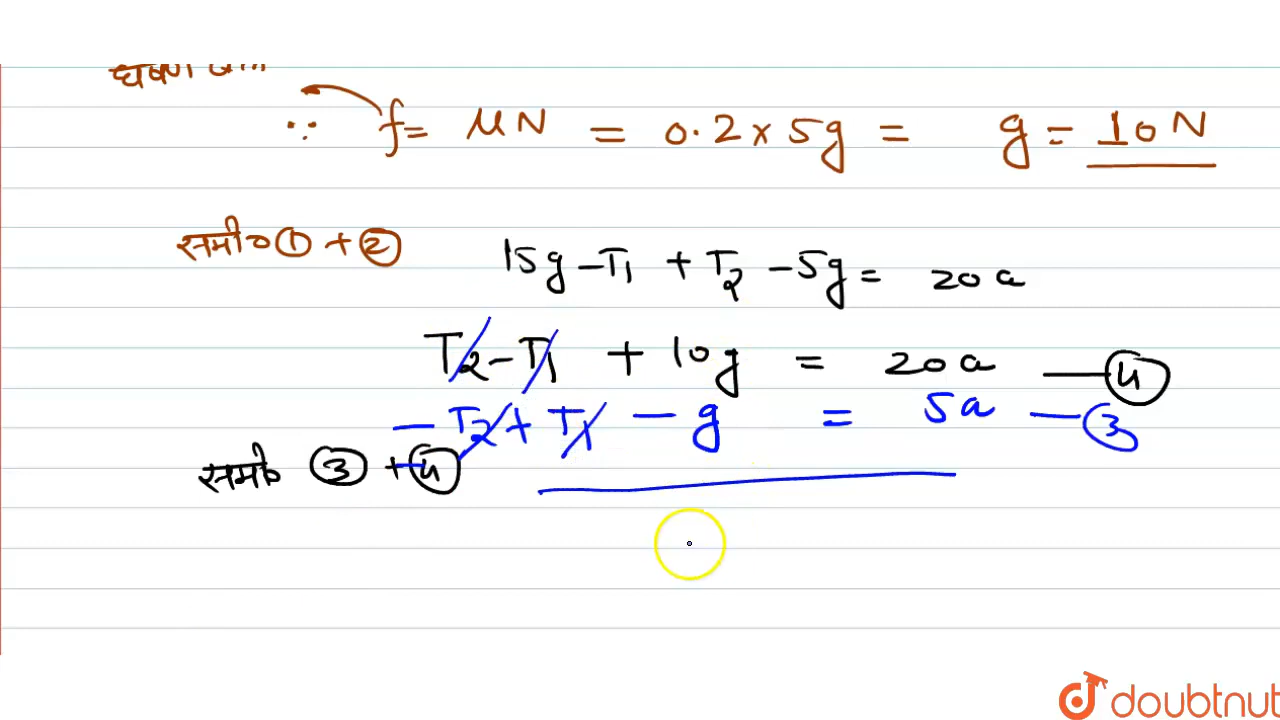 ∵ f = μN = 0.2 × 5g = g = 10 N
समी० ① + ②
15g - T₁ + T₂ - 5g = 20a
T₂ - T₁ + 10g = 20a — ④
- T₂ + T₁ - g = 5a — ③
समी० ③ + ④
doubtnut